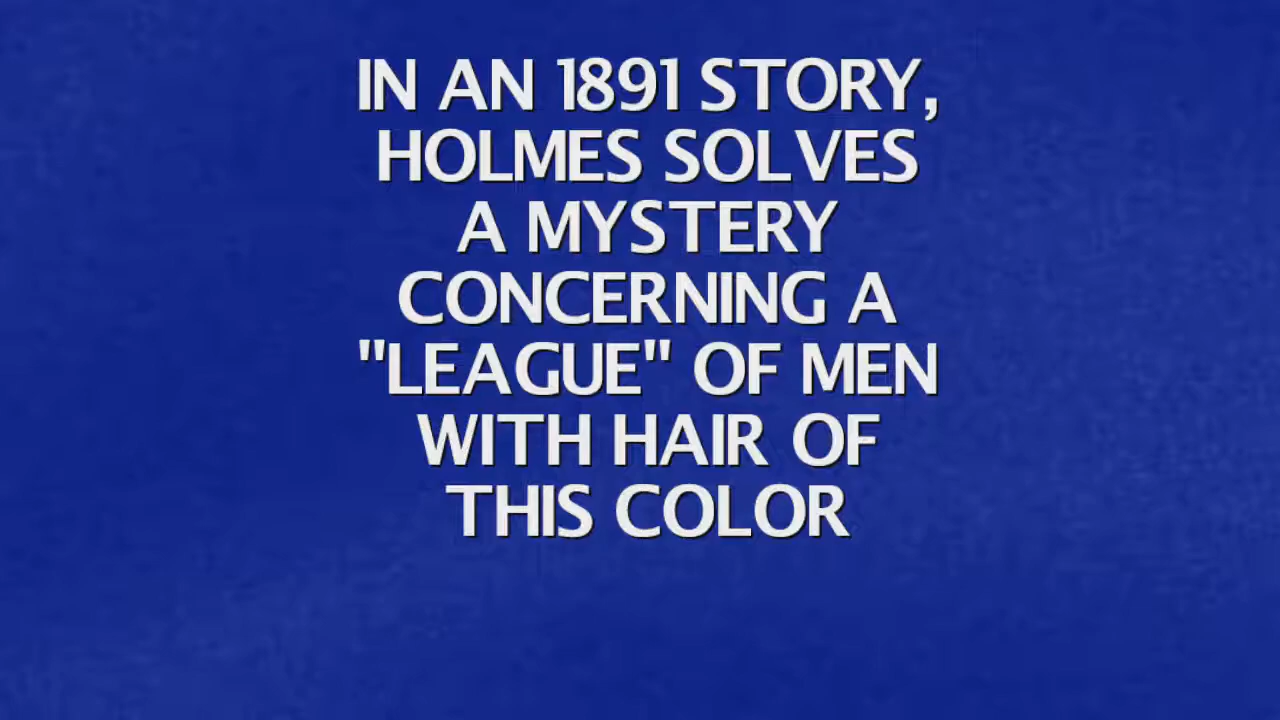 IN AN 1891 STORY,
HOLMES SOLVES
A MYSTERY
CONCERNING A
"LEAGUE" OF MEN
WITH HAIR OF
THIS COLOR